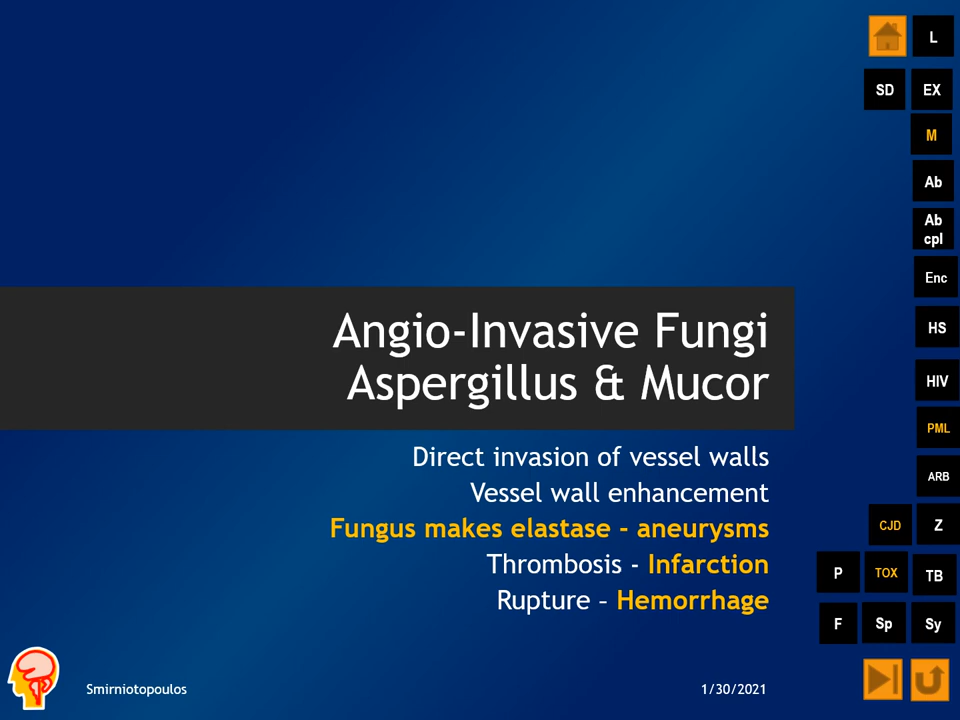 L
SD EX
M
Ab
Ab
cpl
Enc
HS
Angio-Invasive Fungi
Aspergillus & Mucor
HIV
PML
Direct invasion of vessel walls
ARB
Vessel wall enhancement
Fungus makes elastase – aneurysms
CJD Z
Thrombosis - Infarction
P TOX TB
Rupture – Hemorrhage
F Sp Sy
Smirniotopoulos
1/30/2021